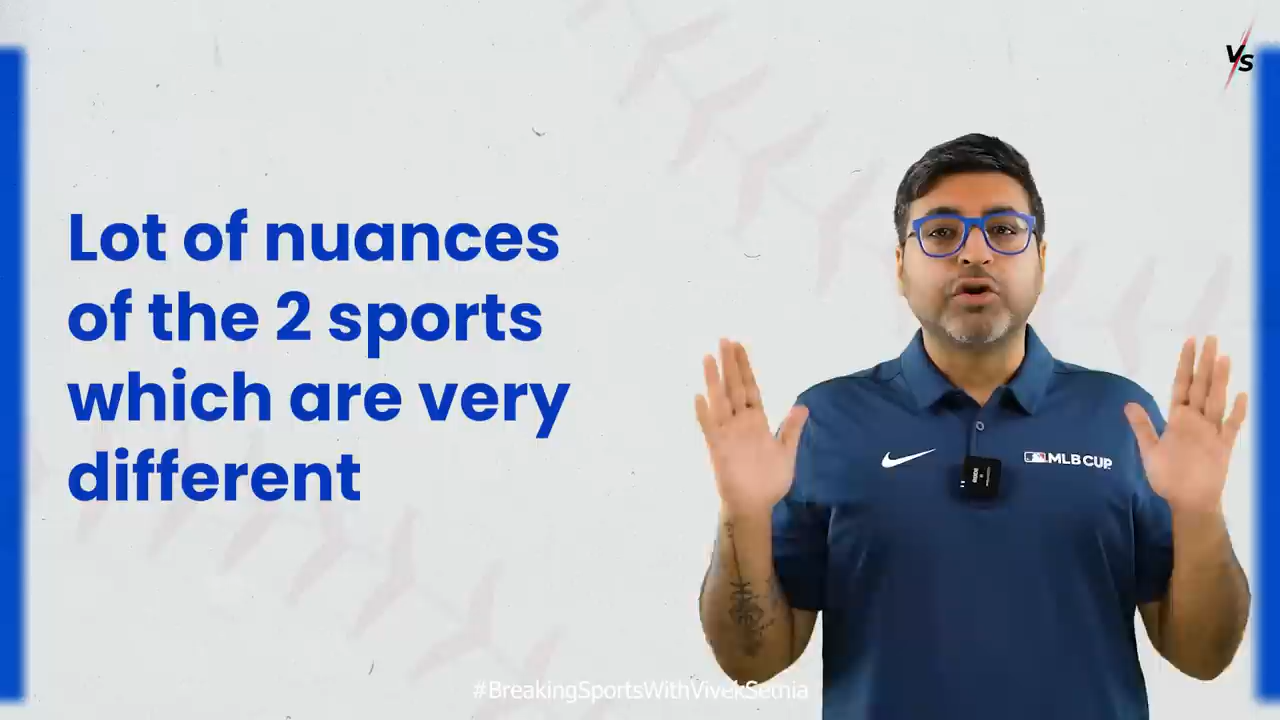 VS
Lot of nuances
of the 2 sports
which are very
different
MLB CUP
#BreakingSportsWithVivekSethia